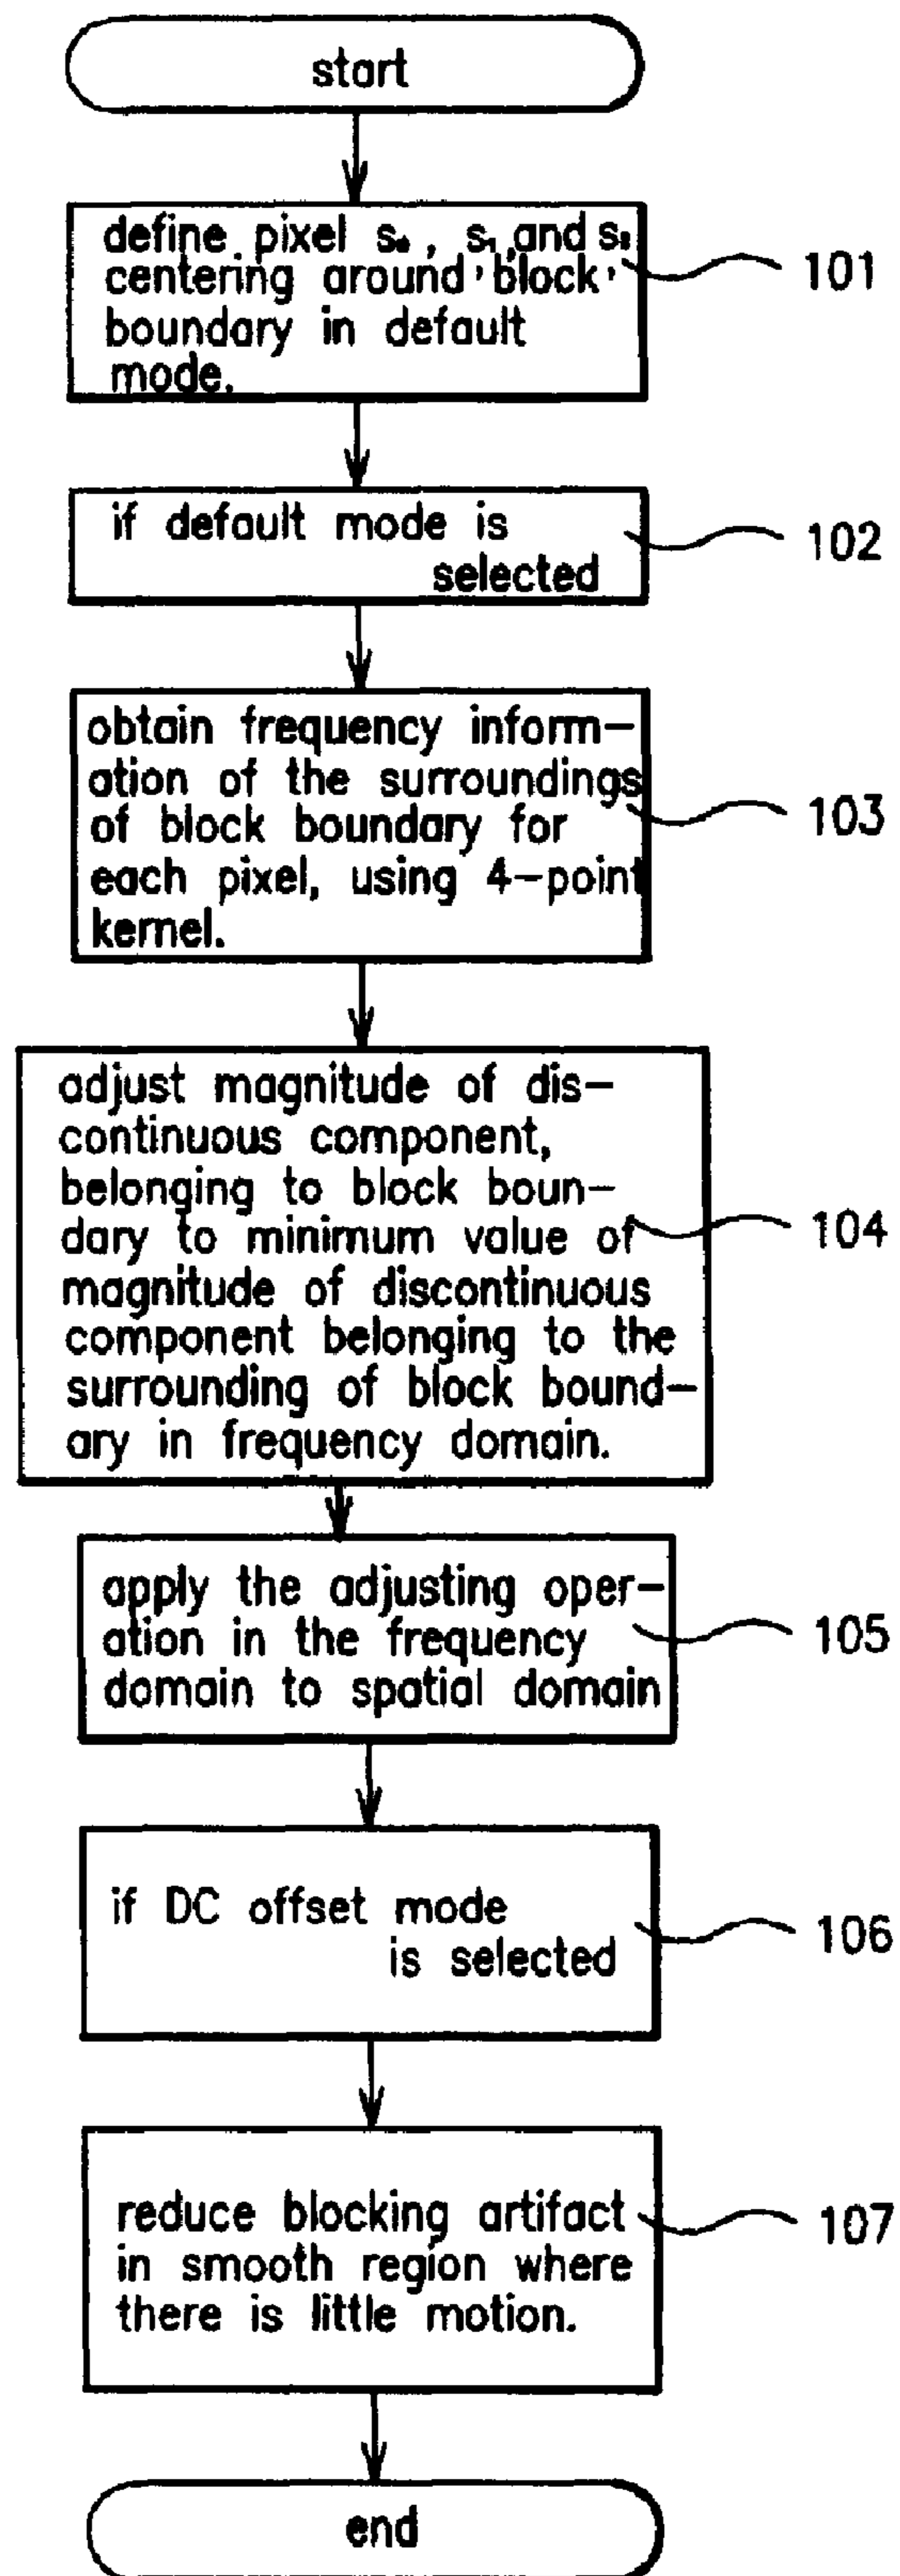 start
define pixel s₀, s₁, and s₂
centering around block
boundary in default
mode.
101
if default mode is
selected
102
obtain frequency inform-
ation of the surroundings
of block boundary for
each pixel, using 4-point
kernel.
103
adjust magnitude of dis-
continuous component,
belonging to block boun-
dary to minimum value of
magnitude of discontinuous
component belonging to the
surrounding of block bound-
ary in frequency domain.
104
apply the adjusting oper-
ation in the frequency
domain to spatial domain
105
if DC offset mode
is selected
106
reduce blocking artifact
in smooth region where
there is little motion.
107
end